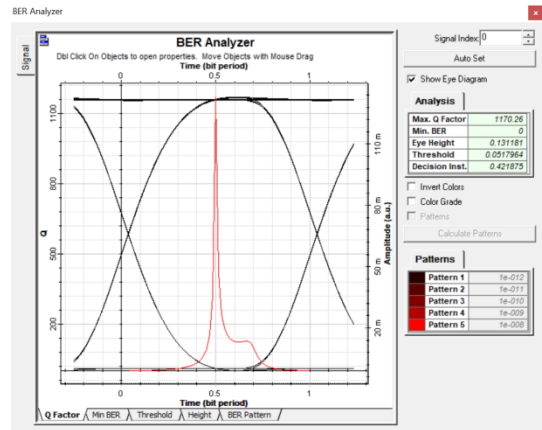 BER Analyzer
Signal
BER Analyzer
Dbl Click On Objects to open properties. Move Objects with Mouse Drag
Time (bit period)
0 0.5 1
Q
1100
800
500
200
Amplitude (a.u.)
110 m
80 m
50 m
20 m
0 0.5 1
Time (bit period)
Q Factor Min BER Threshold Height BER Pattern
Signal Index: 0
Auto Set
Show Eye Diagram
Analysis
Max. Q Factor 1170.26
Min. BER 0
Eye Height 0.131181
Threshold 0.0517964
Decision Inst. 0.421875
Invert Colors
Color Grade
Patterns
Calculate Patterns
Patterns
Pattern 1 1e-012
Pattern 2 1e-011
Pattern 3 1e-010
Pattern 4 1e-009
Pattern 5 1e-008